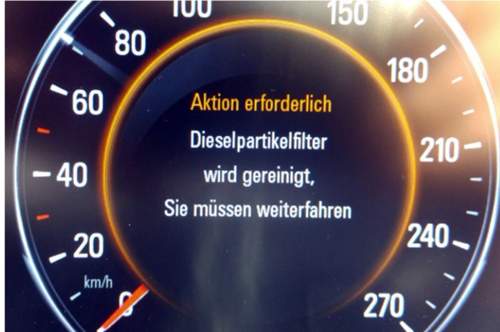 100
150
80
180
60
Aktion erforderlich
Dieselpartikelfilter
210
wird gereinigt,
40
Sie müssen weiterfahren
20
240
km/h
0
270